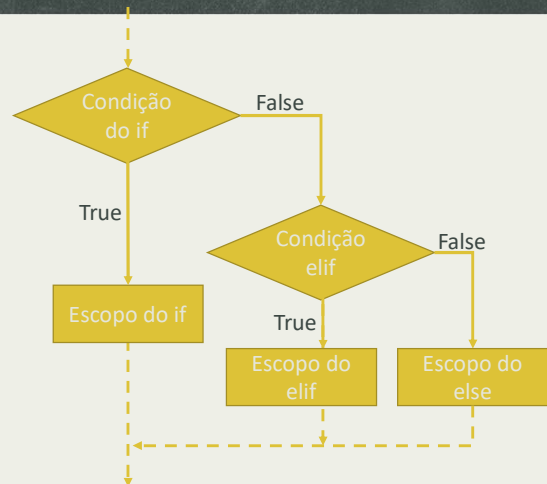 Condição
do if
False
True
Condição
elif
False
Escopo do if
True
Escopo do
elif
Escopo do
else